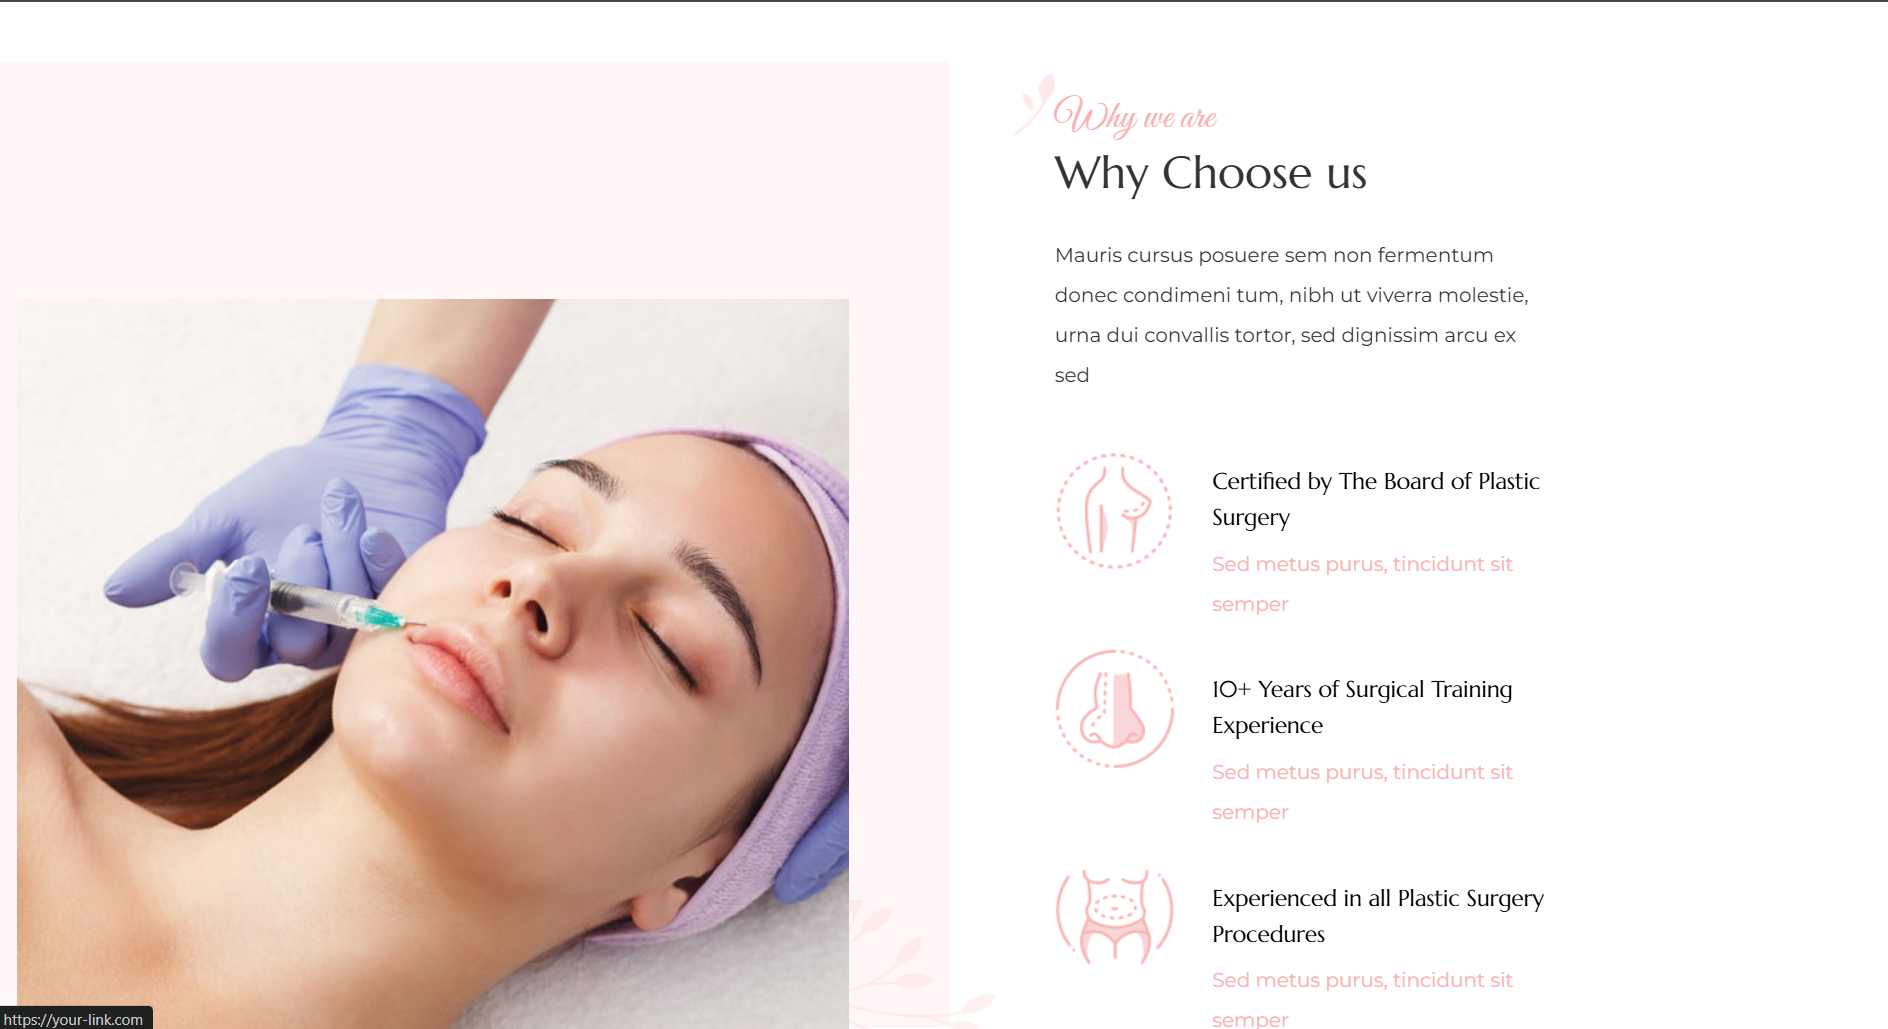 Why we are
Why Choose us
Mauris cursus posuere sem non fermentum
donec condimeni tum, nibh ut viverra molestie,
urna dui convallis tortor, sed dignissim arcu ex
sed
Certified by The Board of Plastic
Surgery
Sed metus purus, tincidunt sit
semper
10+ Years of Surgical Training
Experience
Sed metus purus, tincidunt sit
semper
Experienced in all Plastic Surgery
Procedures
Sed metus purus, tincidunt sit
semper
https://your-link.com